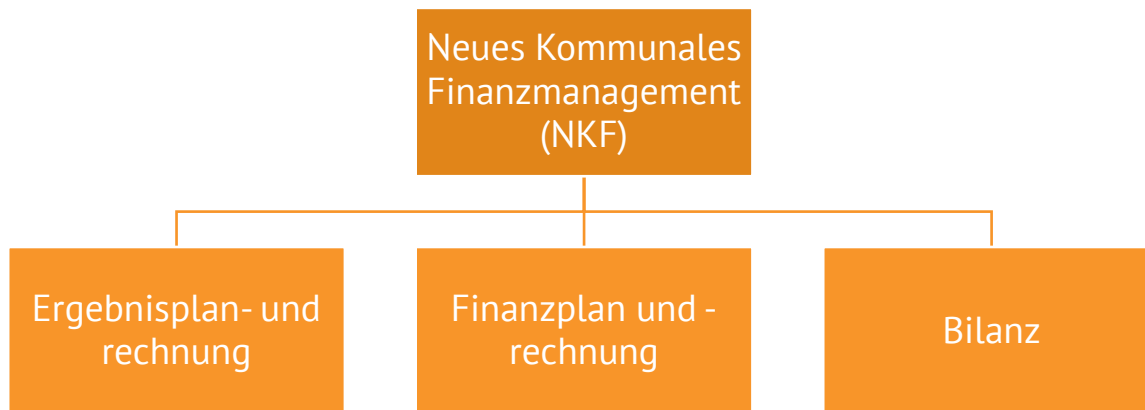 Neues Kommunales
Finanzmanagement
(NKF)
Ergebnisplan- und
rechnung
Finanzplan und -
rechnung
Bilanz